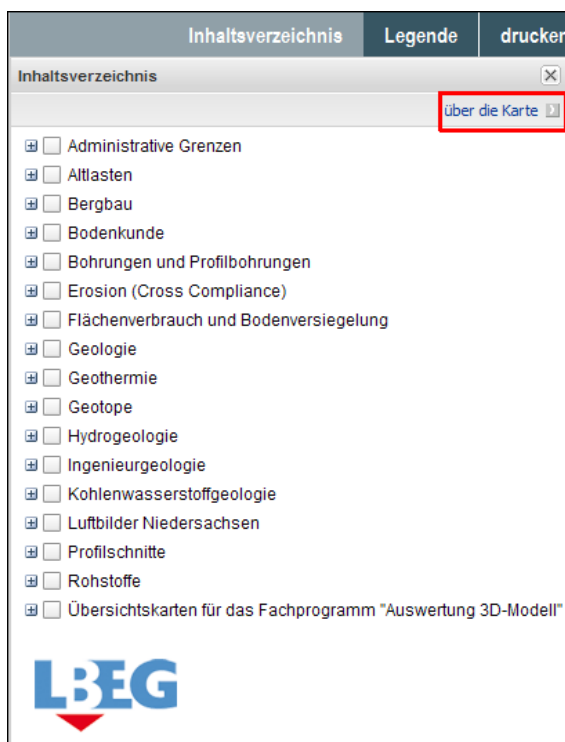 Inhaltsverzeichnis Legende drucken
Inhaltsverzeichnis
über die Karte
Administrative Grenzen
Altlasten
Bergbau
Bodenkunde
Bohrungen und Profilbohrungen
Erosion (Cross Compliance)
Flächenverbrauch und Bodenversiegelung
Geologie
Geothermie
Geotope
Hydrogeologie
Ingenieurgeologie
Kohlenwasserstoffgeologie
Luftbilder Niedersachsen
Profilschnitte
Rohstoffe
Übersichtskarten für das Fachprogramm "Auswertung 3D-Modell"
LBEG